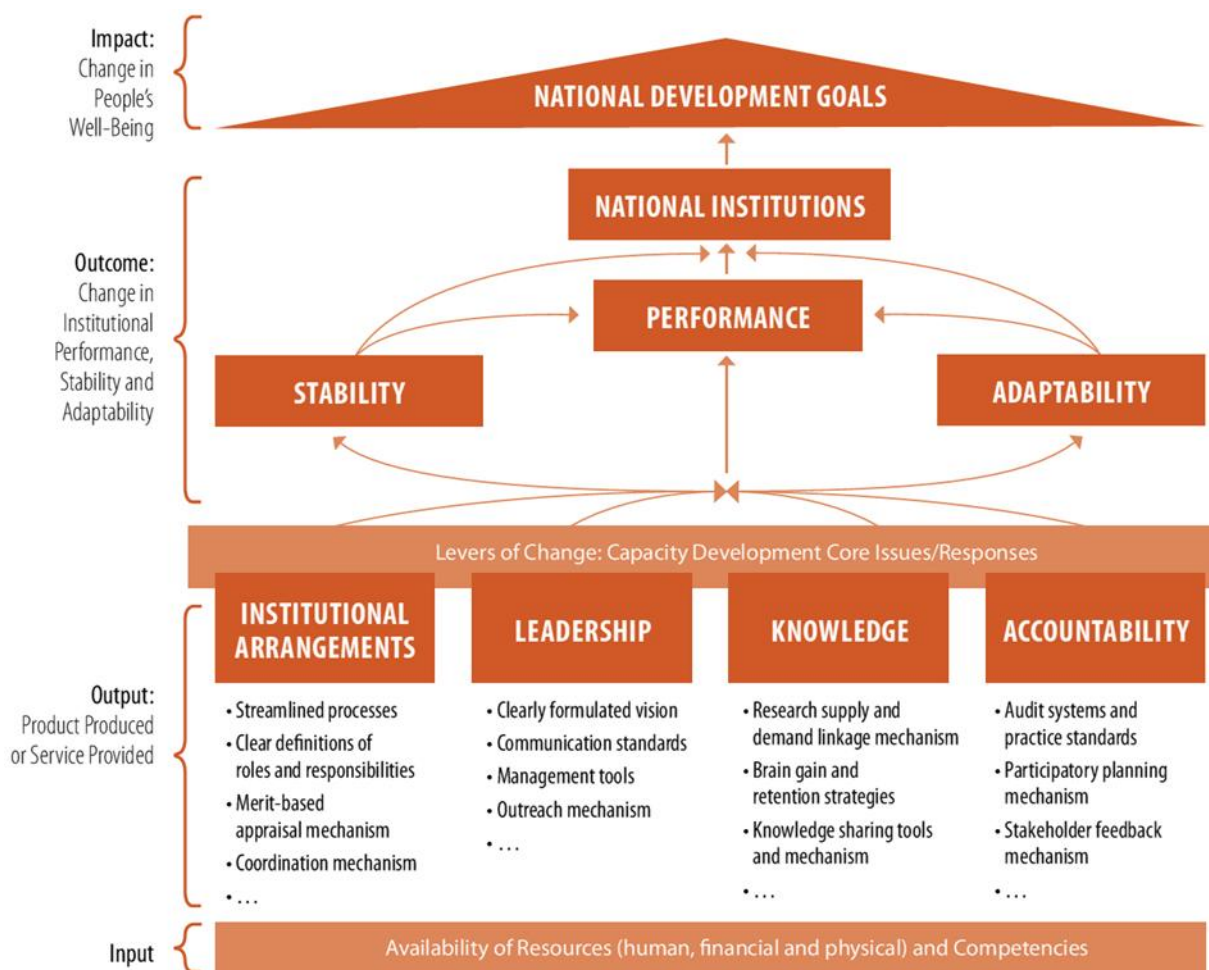 Impact:
Change in
People's
Well-Being
NATIONAL DEVELOPMENT GOALS
NATIONAL INSTITUTIONS
Outcome:
Change in
Institutional
Performance,
Stability and
Adaptability
PERFORMANCE
STABILITY
ADAPTABILITY
Levers of Change: Capacity Development Core Issues/Responses
Output:
Product Produced
or Service Provided
INSTITUTIONAL
ARRANGEMENTS
• Streamlined processes
• Clear definitions of
roles and responsibilities
• Merit-based
appraisal mechanism
• Coordination mechanism
• ...
LEADERSHIP
• Clearly formulated vision
• Communication standards
• Management tools
• Outreach mechanism
• ...
KNOWLEDGE
• Research supply and
demand linkage mechanism
• Brain gain and
retention strategies
• Knowledge sharing tools
and mechanism
• ...
ACCOUNTABILITY
• Audit systems and
practice standards
• Participatory planning
mechanism
• Stakeholder feedback
mechanism
• ...
Input
Availability of Resources (human, financial and physical) and Competencies